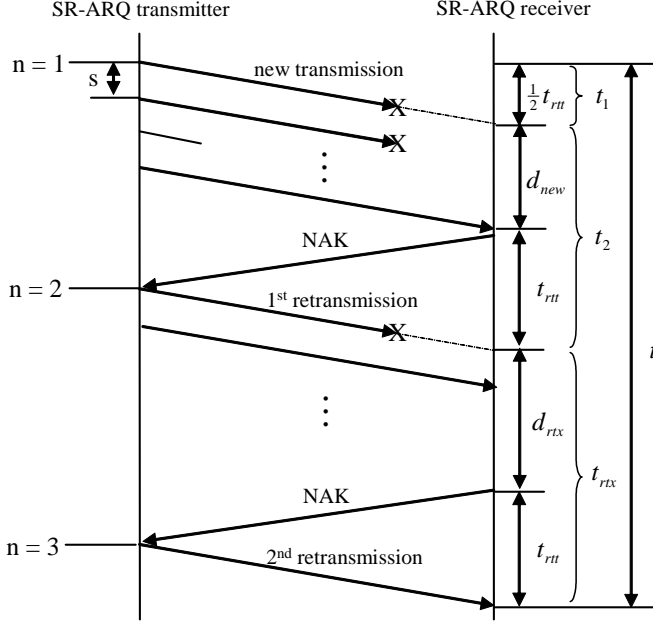 SR-ARQ transmitter
SR-ARQ receiver
n = 1
s
new transmission
X
X
½ t_rtt
t_1
⋮
d_new
t_2
NAK
n = 2
1st retransmission
X
t_rtt
t
⋮
d_rtx
t_rtx
NAK
n = 3
2nd retransmission
t_rtt